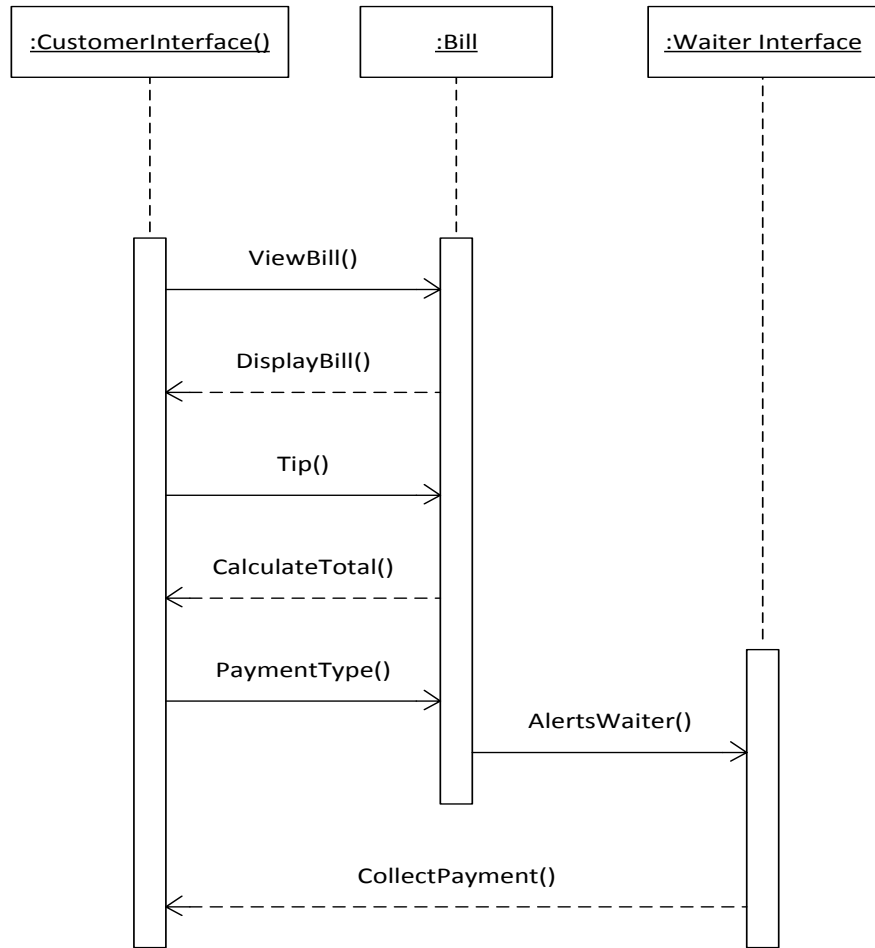 :CustomerInterface()
:Bill
:Waiter Interface
ViewBill()
DisplayBill()
Tip()
CalculateTotal()
PaymentType()
AlertsWaiter()
CollectPayment()